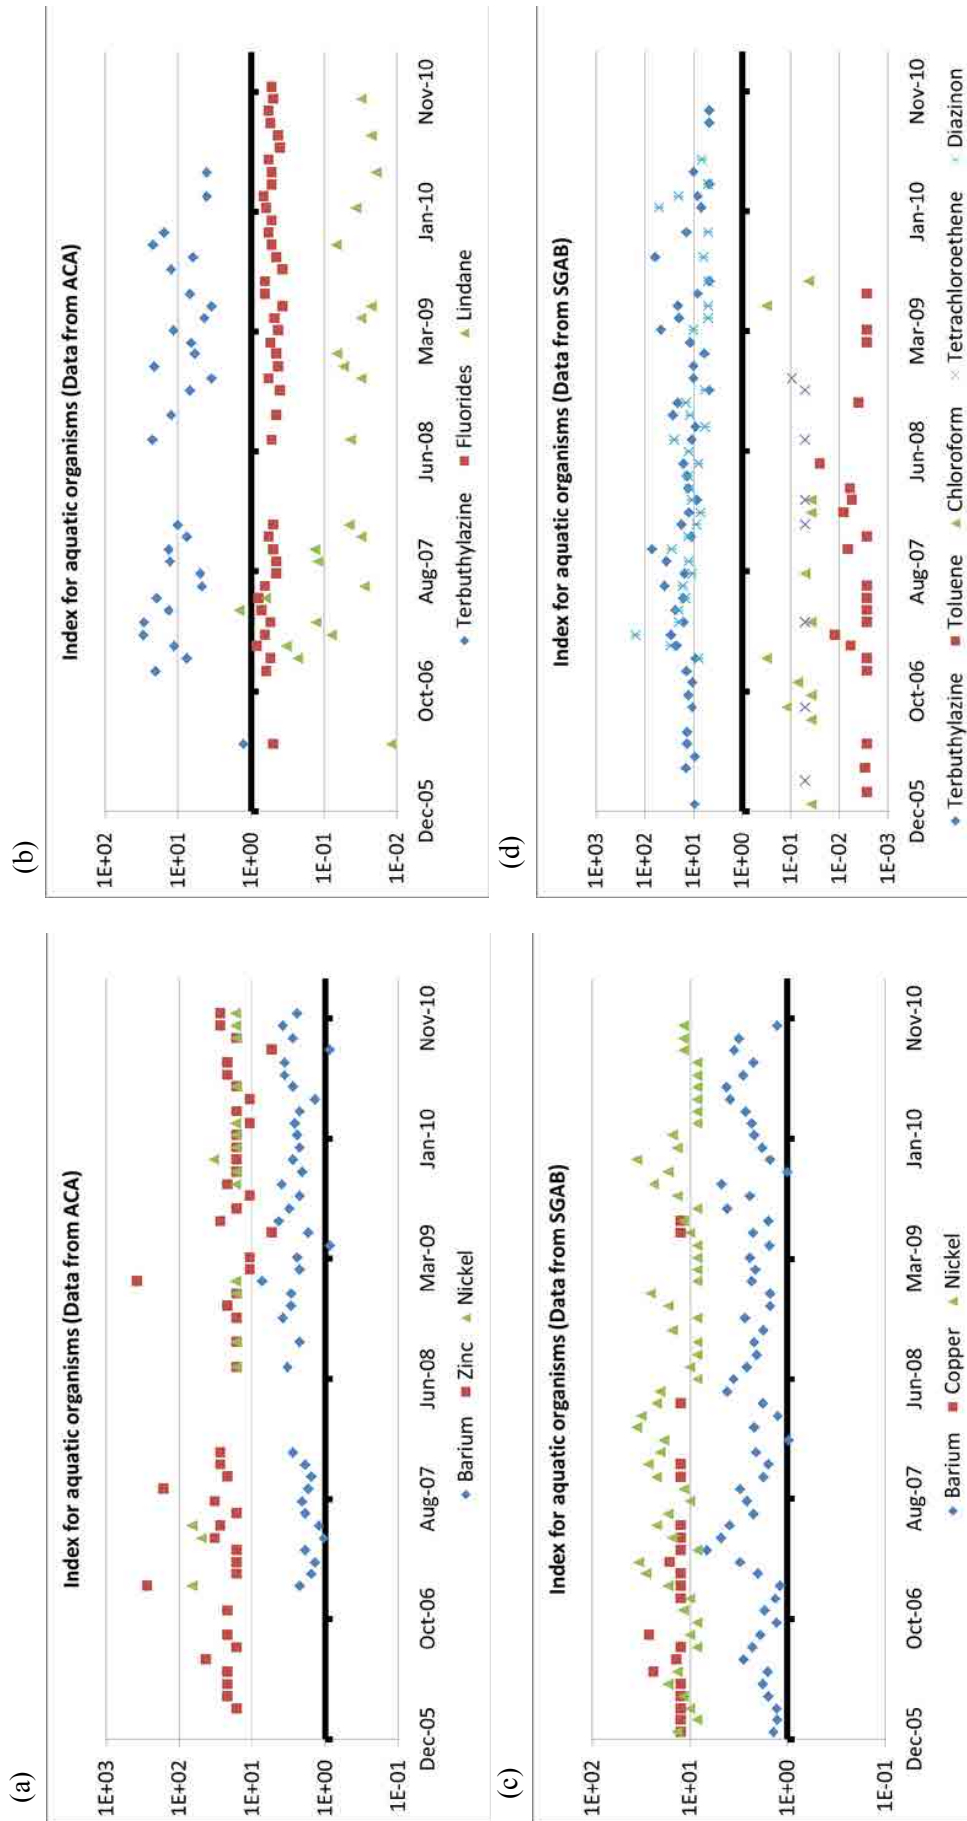 (a)
Index for aquatic organisms (Data from ACA)
1E+03
1E+02
1E+01
1E+00
1E-01
Dec-05 Oct-06 Aug-07 Jun-08 Mar-09 Jan-10 Nov-10
Barium Zinc Nickel
(b)
Index for aquatic organisms (Data from ACA)
1E+02
1E+01
1E+00
1E-01
1E-02
Dec-05 Oct-06 Aug-07 Jun-08 Mar-09 Jan-10 Nov-10
Terbuthylazine Fluorides Lindane
(c)
Index for aquatic organisms (Data from SGAB)
1E+02
1E+01
1E+00
1E-01
Dec-05 Oct-06 Aug-07 Jun-08 Mar-09 Jan-10 Nov-10
Barium Copper Nickel
(d)
Index for aquatic organisms (Data from SGAB)
1E+03
1E+02
1E+01
1E+00
1E-01
1E-02
1E-03
Dec-05 Oct-06 Aug-07 Jun-08 Mar-09 Jan-10 Nov-10
Terbuthylazine Toluene Chloroform Tetrachloroethene Diazinon